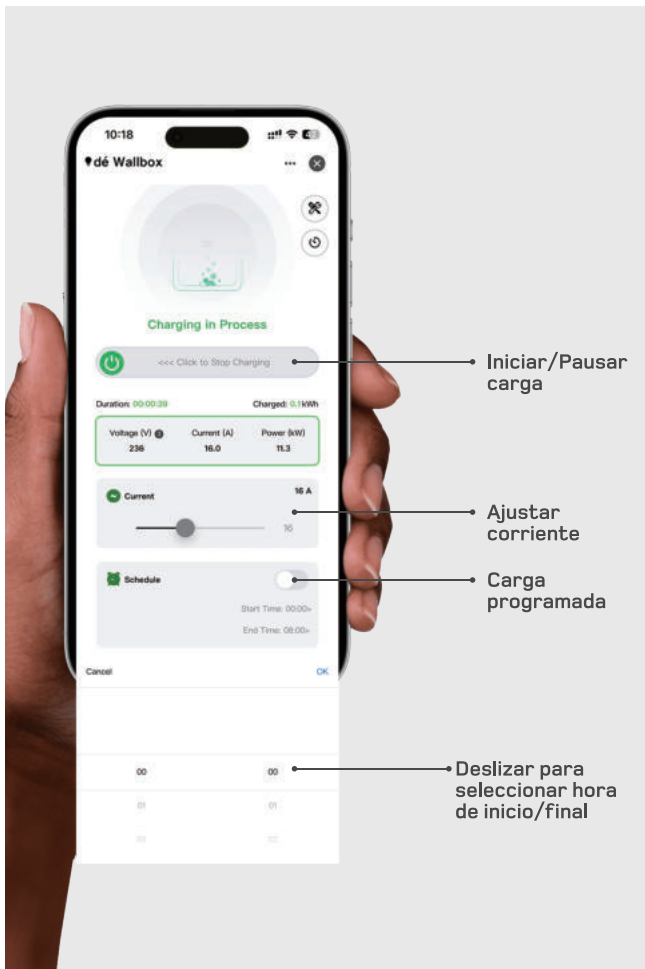 10:18
dé Wallbox
Charging in Process
<<< Click to Stop Charging
Iniciar/Pausar
carga
Duration: 00:00:39
Charged: 0.1kWh
Voltage (V) Current (A) Power (kW)
236 16.0 11.3
Current 16 A
16
Ajustar
corriente
Schedule
Carga
programada
Start Time: 00:00>
End Time: 08:00>
Cancel OK
00 00
Deslizar para
seleccionar hora
de inicio/final
01 01
02